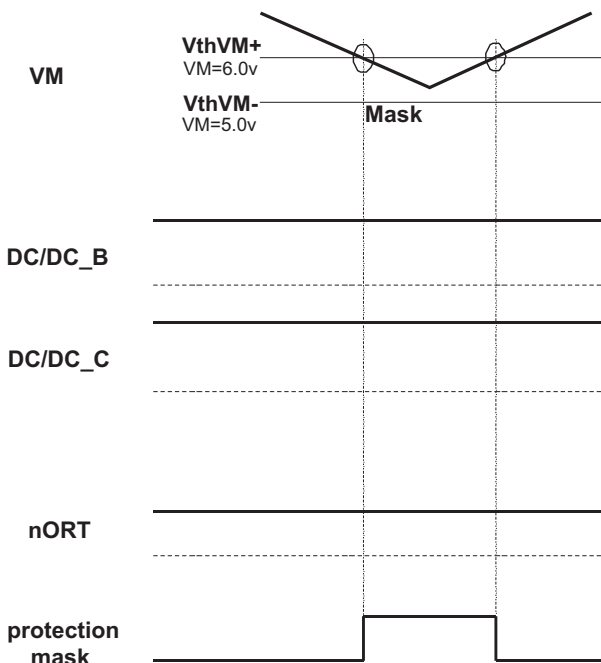 VthVM+
VM=6.0v
VM
VthVM-
VM=5.0v
Mask
DC/DC_B
DC/DC_C
nORT
protection
mask